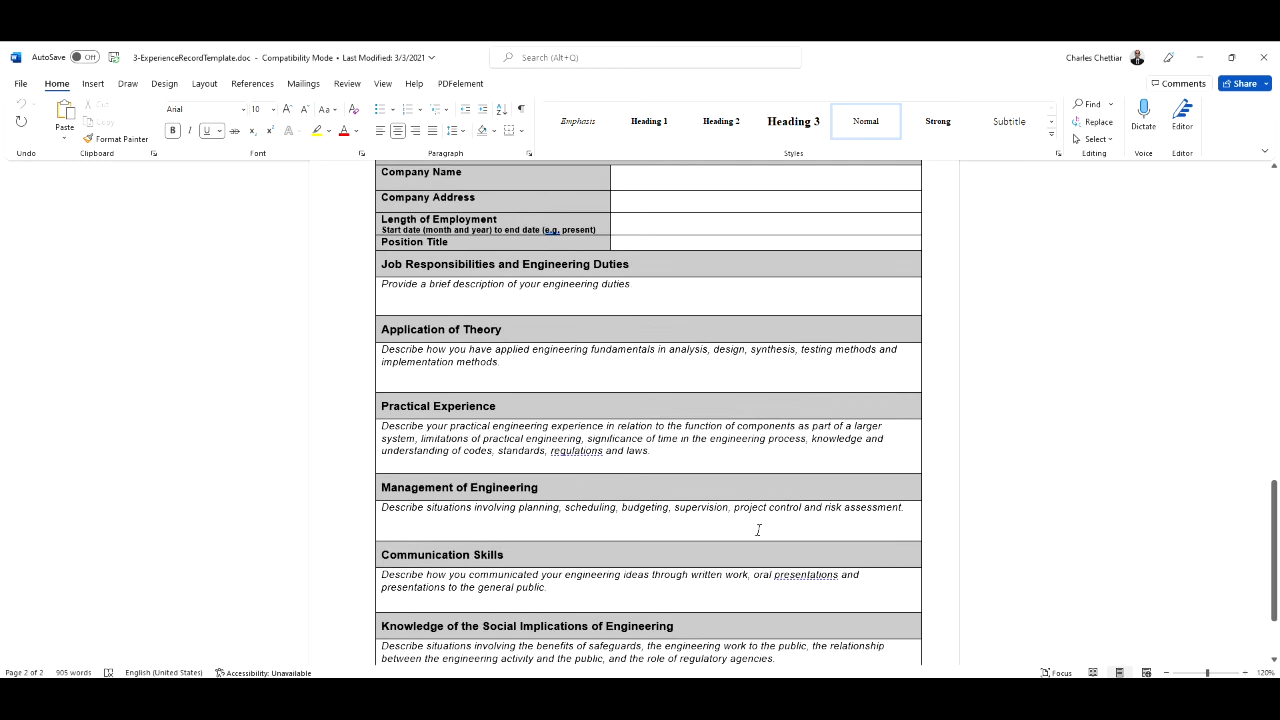 AutoSave Off 3-ExperienceRecordTemplate.doc - Compatibility Mode • Last Modified: 3/3/2021 Search (Alt+Q) Charles Chettiar
File Home Insert Draw Design Layout References Mailings Review View Help PDFelement Comments Share
Cut
Copy
Paste Format Painter
Arial 10
Emphasis Heading 1 Heading 2 Heading 3 Normal Strong Subtitle
Find
Replace
Select
Dictate Editor
Undo Clipboard Font Paragraph Styles Editing Voice Editor
Company Name
Company Address
Length of Employment
Start date (month and year) to end date (e.g. present)
Position Title
Job Responsibilities and Engineering Duties
Provide a brief description of your engineering duties
Application of Theory
Describe how you have applied engineering fundamentals in analysis, design, synthesis, testing methods and
implementation methods.
Practical Experience
Describe your practical engineering experience in relation to the function of components as part of a larger
system, limitations of practical engineering, significance of time in the engineering process, knowledge and
understanding of codes, standards, regulations and laws.
Management of Engineering
Describe situations involving planning, scheduling, budgeting, supervision, project control and risk assessment.
Communication Skills
Describe how you communicated your engineering ideas through written work, oral presentations and
presentations to the general public.
Knowledge of the Social Implications of Engineering
Describe situations involving the benefits of safeguards, the engineering work to the public, the relationship
between the engineering activity and the public, and the role of regulatory agencies.
Page 2 of 2 905 words English (United States) Accessibility: Unavailable Focus 120%